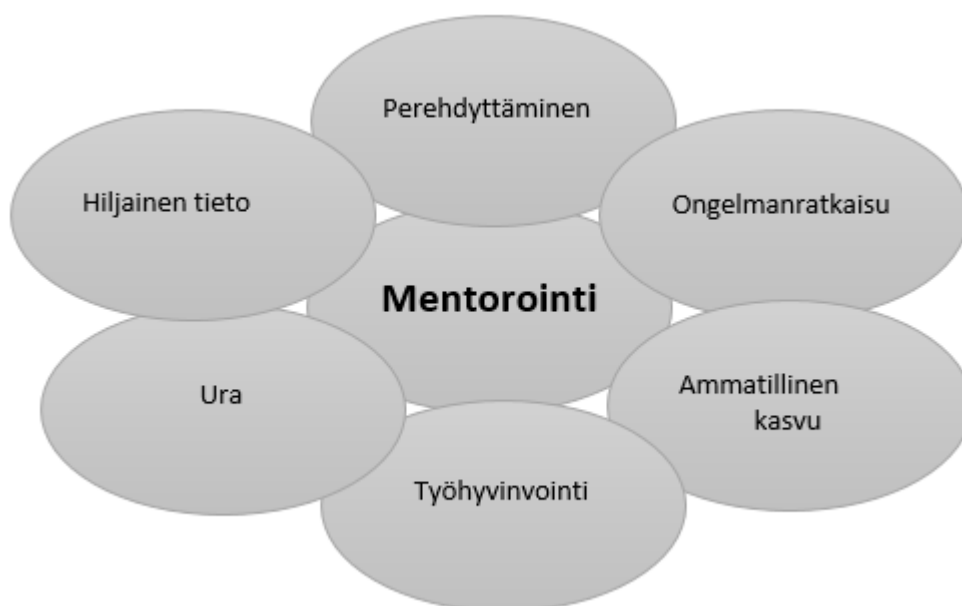 Perehdyttäminen
Hiljainen tieto
Ongelmanratkaisu
Mentorointi
Ura
Ammatillinen
kasvu
Työhyvinvointi